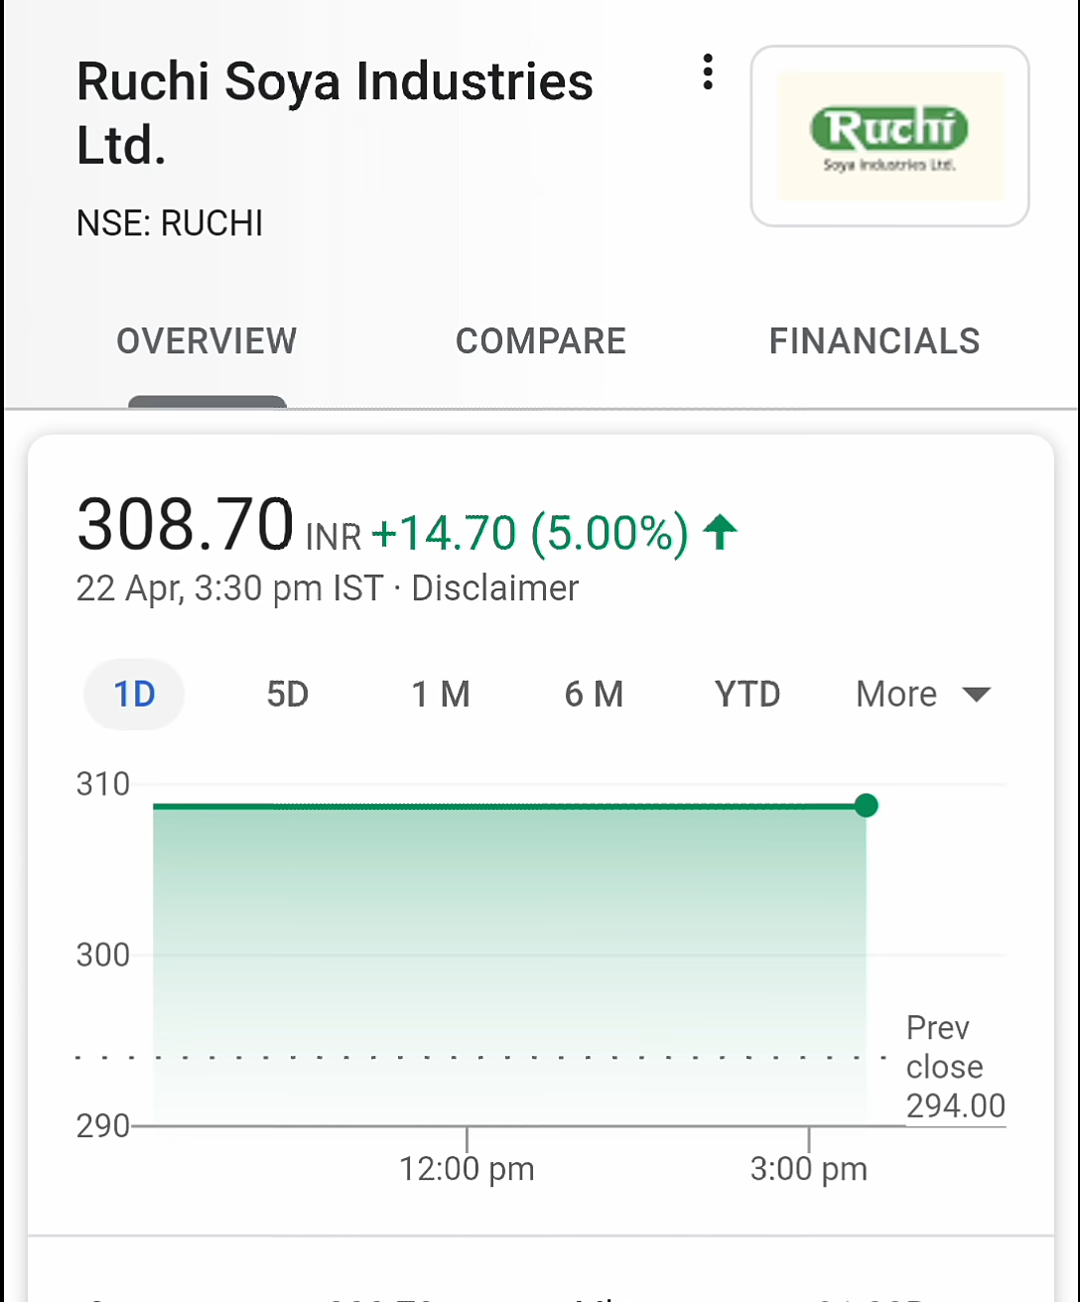 Ruchi Soya Industries
Ltd.
NSE: RUCHI
Ruchi
Soya Industries Ltd.
OVERVIEW COMPARE FINANCIALS
308.70 INR +14.70 (5.00%) ↑
22 Apr, 3:30 pm IST · Disclaimer
1D 5D 1 M 6 M YTD More
310
300
Prev
close
294.00
290
12:00 pm 3:00 pm